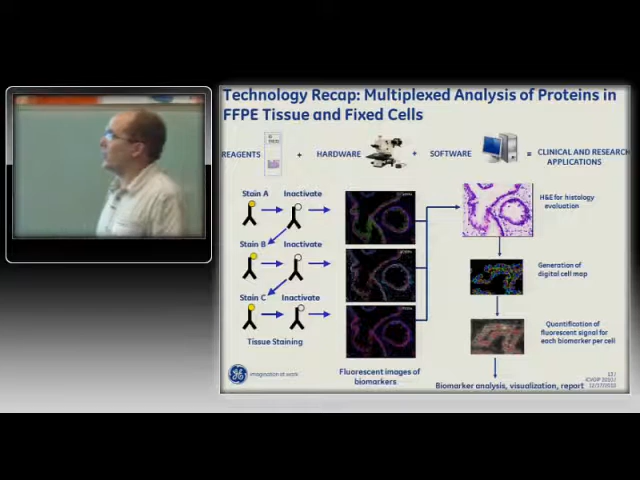 Technology Recap: Multiplexed Analysis of Proteins in
FFPE Tissue and Fixed Cells
REAGENTS + HARDWARE + SOFTWARE = CLINICAL AND RESEARCH
APPLICATIONS
Stain A Inactivate
Stain B Inactivate
Stain C Inactivate
Tissue Staining
Fluorescent images of
biomarkers
H&E for histology
evaluation
Generation of
digital cell map
Quantification of
fluorescent signal for
each biomarker per cell
Biomarker analysis, visualization, report
imagination at work